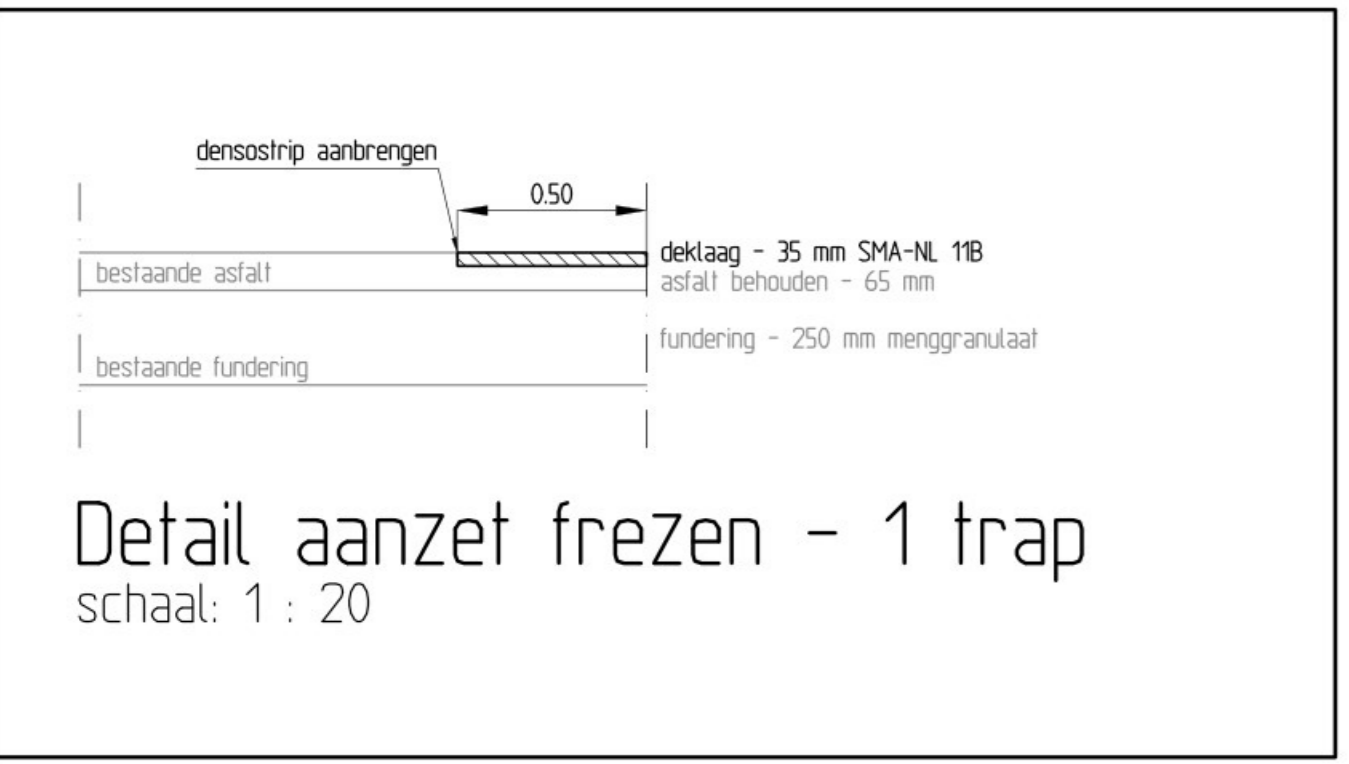 densostrip aanbrengen
0.50
deklaag - 35 mm SMA-NL 11B
bestaande asfalt
asfalt behouden - 65 mm
fundering - 250 mm menggranulaat
bestaande fundering
Detail aanzet frezen - 1 trap
schaal: 1 : 20